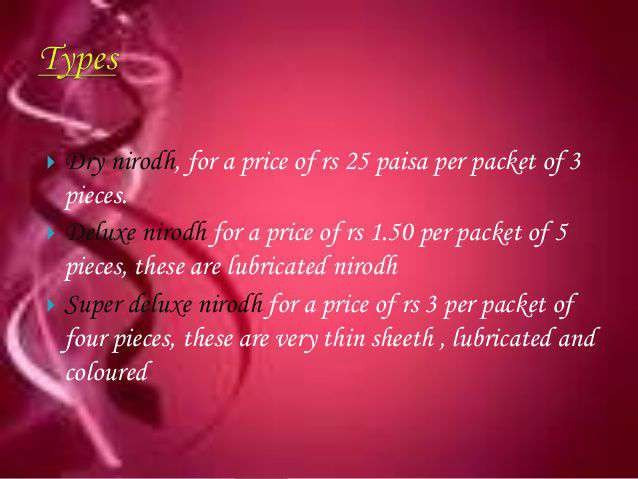 Types
Dry nirodh, for a price of rs 25 paisa per packet of 3
pieces.
Deluxe nirodh for a price of rs 1.50 per packet of 5
pieces, these are lubricated nirodh
Super deluxe nirodh for a price of rs 3 per packet of
four pieces, these are very thin sheeth , lubricated and
coloured